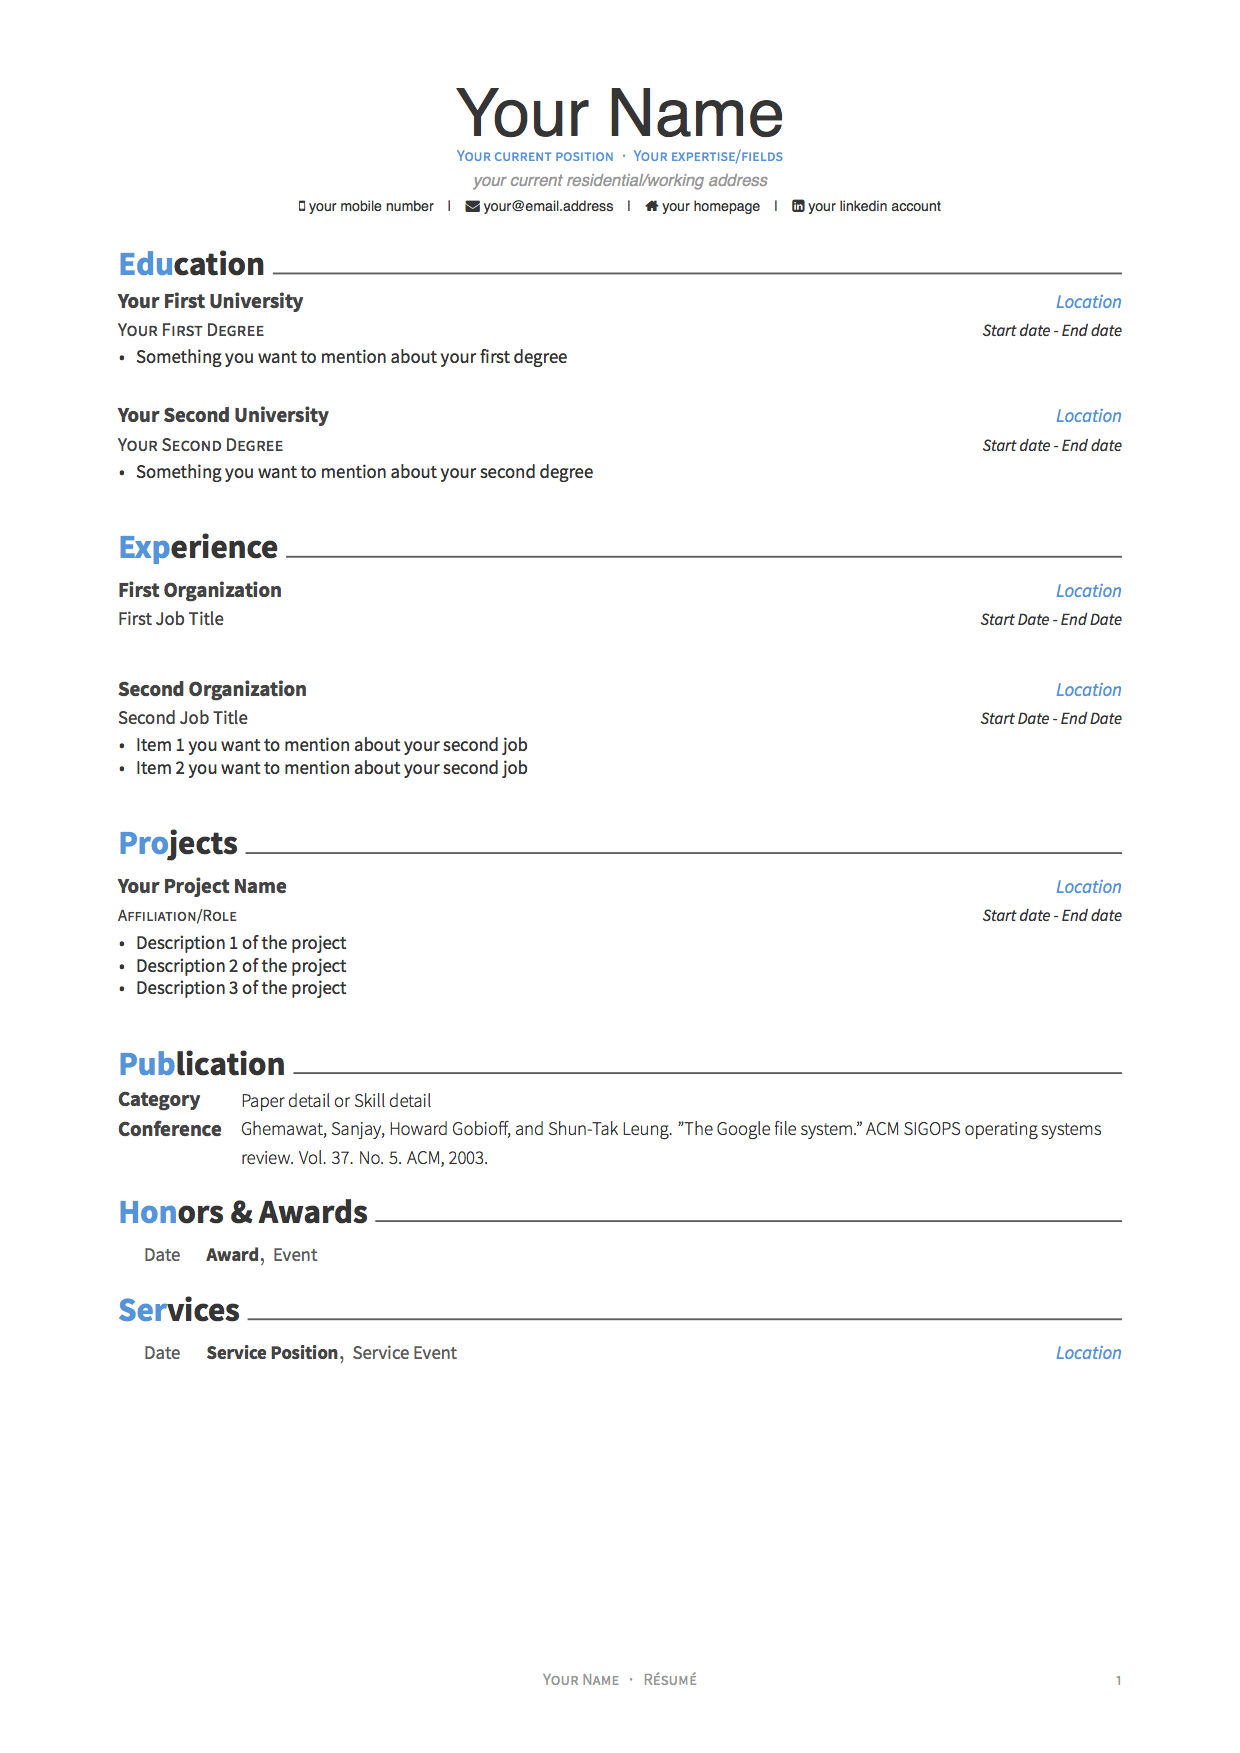 Your Name
Your current position · Your expertise/fields
your current residential/working address
your mobile number | your@email.address | your homepage | your linkedin account
Education
Your First University Location
Your First Degree Start date - End date
• Something you want to mention about your first degree
Your Second University Location
Your Second Degree Start date - End date
• Something you want to mention about your second degree
Experience
First Organization Location
First Job Title Start Date - End Date
Second Organization Location
Second Job Title Start Date - End Date
• Item 1 you want to mention about your second job
• Item 2 you want to mention about your second job
Projects
Your Project Name Location
Affiliation/Role Start date - End date
• Description 1 of the project
• Description 2 of the project
• Description 3 of the project
Publication
Category Paper detail or Skill detail
Conference Ghemawat, Sanjay, Howard Gobioff, and Shun-Tak Leung. ”The Google file system.” ACM SIGOPS operating systems
review. Vol. 37. No. 5. ACM, 2003.
Honors & Awards
Date Award, Event
Services
Date Service Position, Service Event Location
Your Name · Résumé 1